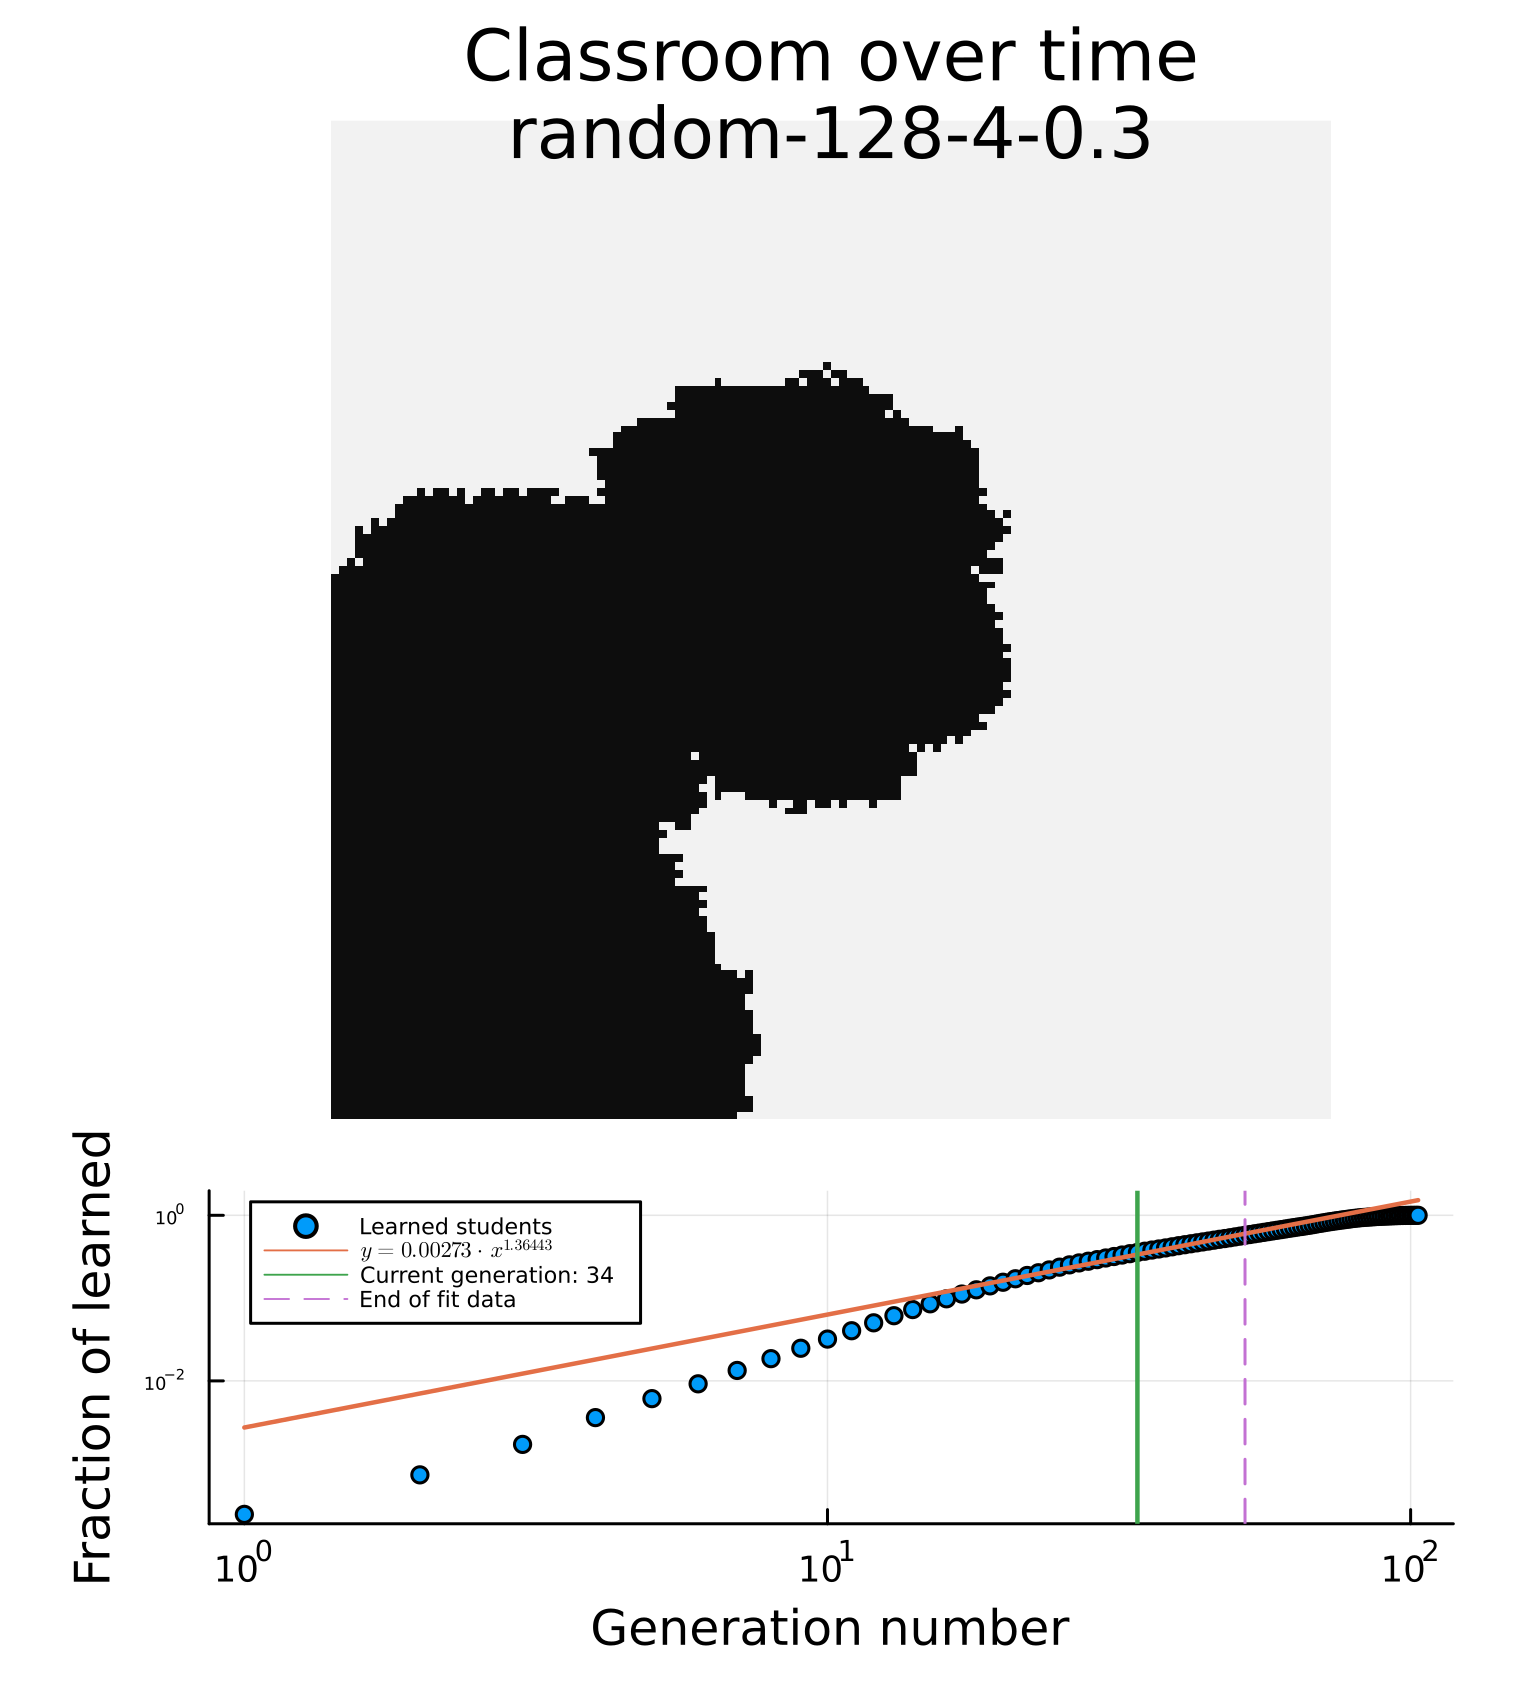 Classroom over time
random-128-4-0.3
Fraction of learned
10^0
10^-2
Learned students
y = 0.00273 · x^1.36443
Current generation: 34
End of fit data
10^0 10^1 10^2
Generation number